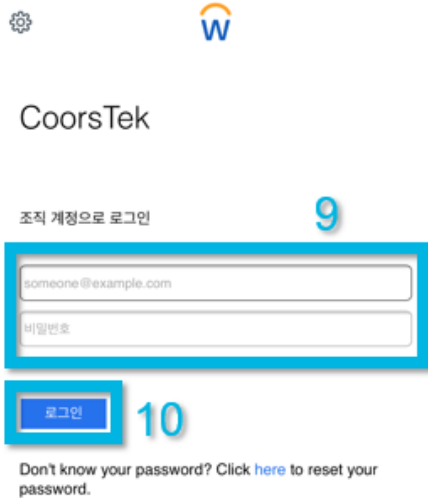 CoorsTek
조직 계정으로 로그인
9
someone@example.com
비밀번호
로그인
10
Don't know your password? Click here to reset your
password.